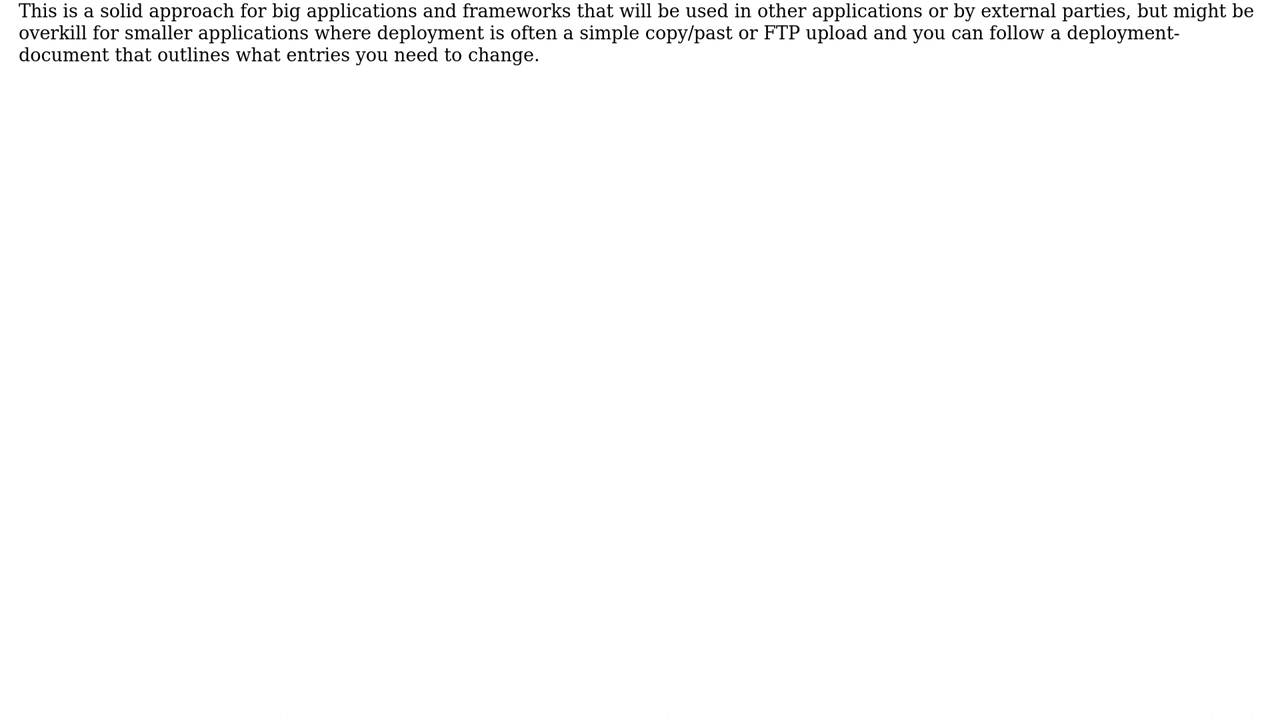 This is a solid approach for big applications and frameworks that will be used in other applications or by external parties, but might be
overkill for smaller applications where deployment is often a simple copy/past or FTP upload and you can follow a deployment-
document that outlines what entries you need to change.